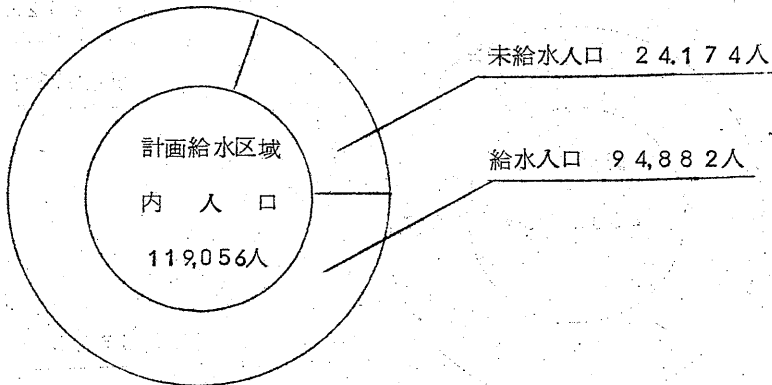 未給水人口 24,174人
給水人口 94,882人
計画給水区域
内人口
119,056人